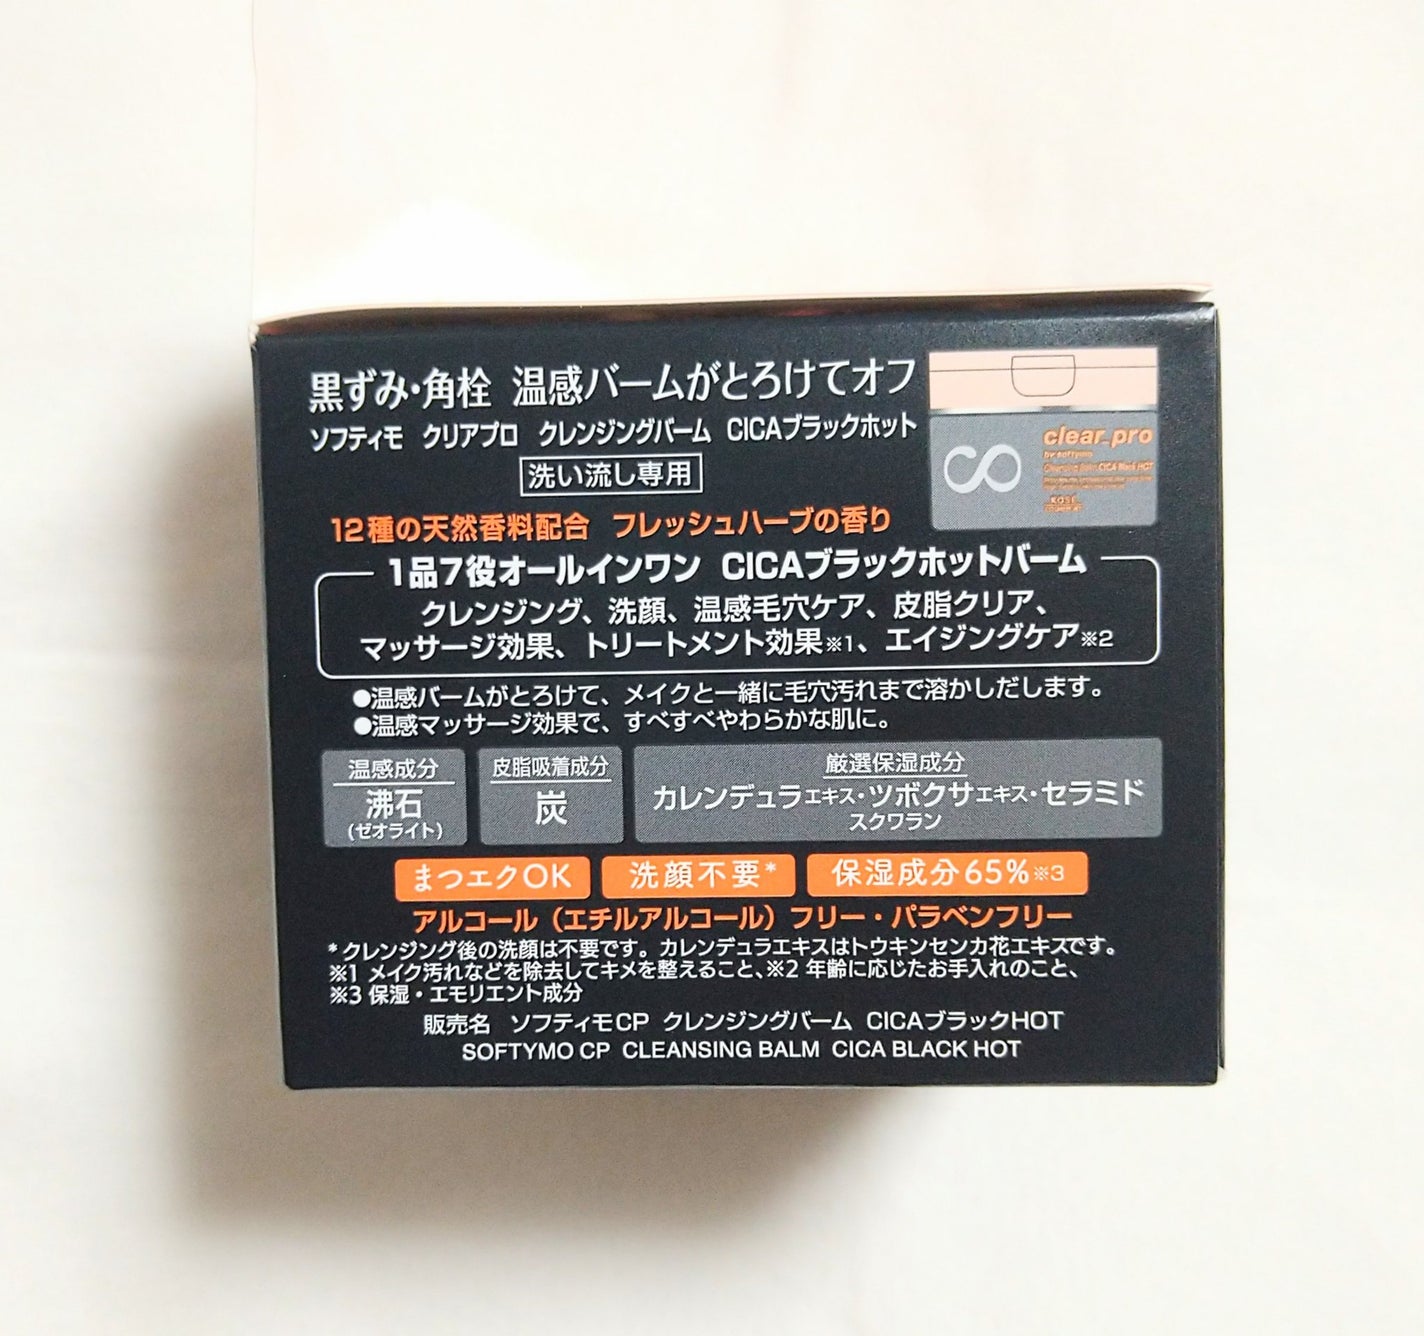 黒ずみ・角栓 温感バームがとろけてオフ
ソフティモ クリアプロ クレンジングバーム CICAブラックホット
洗い流し専用
clear_pro
by softymo
Cleansing Balm CICA Black HOT
KOSÉ
12種の天然香料配合 フレッシュハーブの香り
1品7役オールインワン CICAブラックホットバーム
クレンジング、洗顔、温感毛穴ケア、皮脂クリア、
マッサージ効果、トリートメント効果※1、エイジングケア※2
●温感バームがとろけて、メイクと一緒に毛穴汚れまで溶かしだします。
●温感マッサージ効果で、すべすべやわらかな肌に。
温感成分
沸石
(ゼオライト)
皮脂吸着成分
炭
厳選保湿成分
カレンデュラエキス・ツボクサエキス・セラミド
スクワラン
まつエクOK 洗顔不要* 保湿成分65%※3
アルコール（エチルアルコール）フリー・パラベンフリー
*クレンジング後の洗顔は不要です。カレンデュラエキスはトウキンセンカ花エキスです。
※1 メイク汚れなどを除去してキメを整えること、※2 年齢に応じたお手入れのこと、
※3 保湿・エモリエント成分
販売名 ソフティモCP クレンジングバーム CICAブラックHOT
SOFTYMO CP CLEANSING BALM CICA BLACK HOT